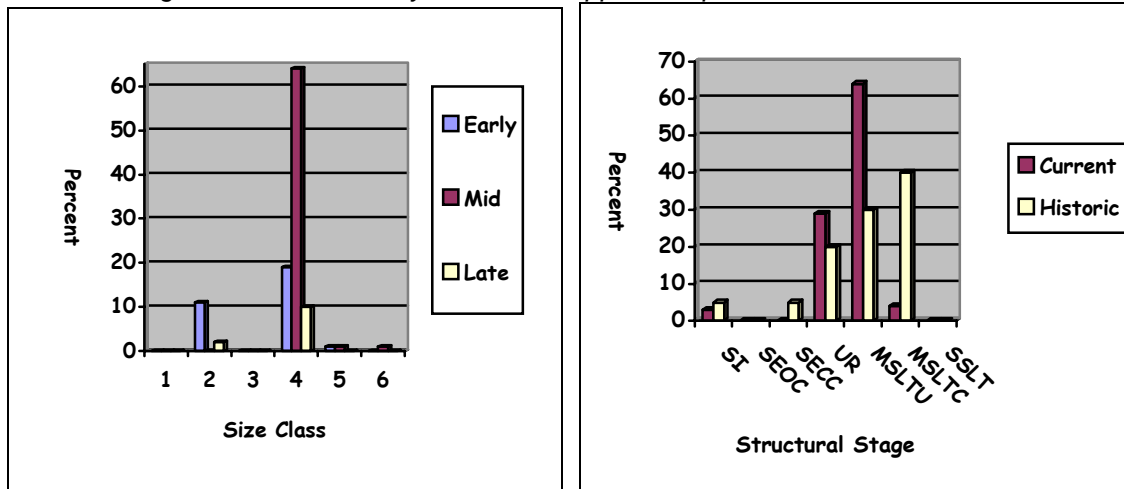 60
50
40
30
20
10
0
Percent
1 2 3 4 5 6
Size Class
Early
Mid
Late
70
60
50
40
30
20
10
0
Percent
SI
SEOC
SECC
UR
MSLTU
MSLTC
SSLT
Structural Stage
Current
Historic